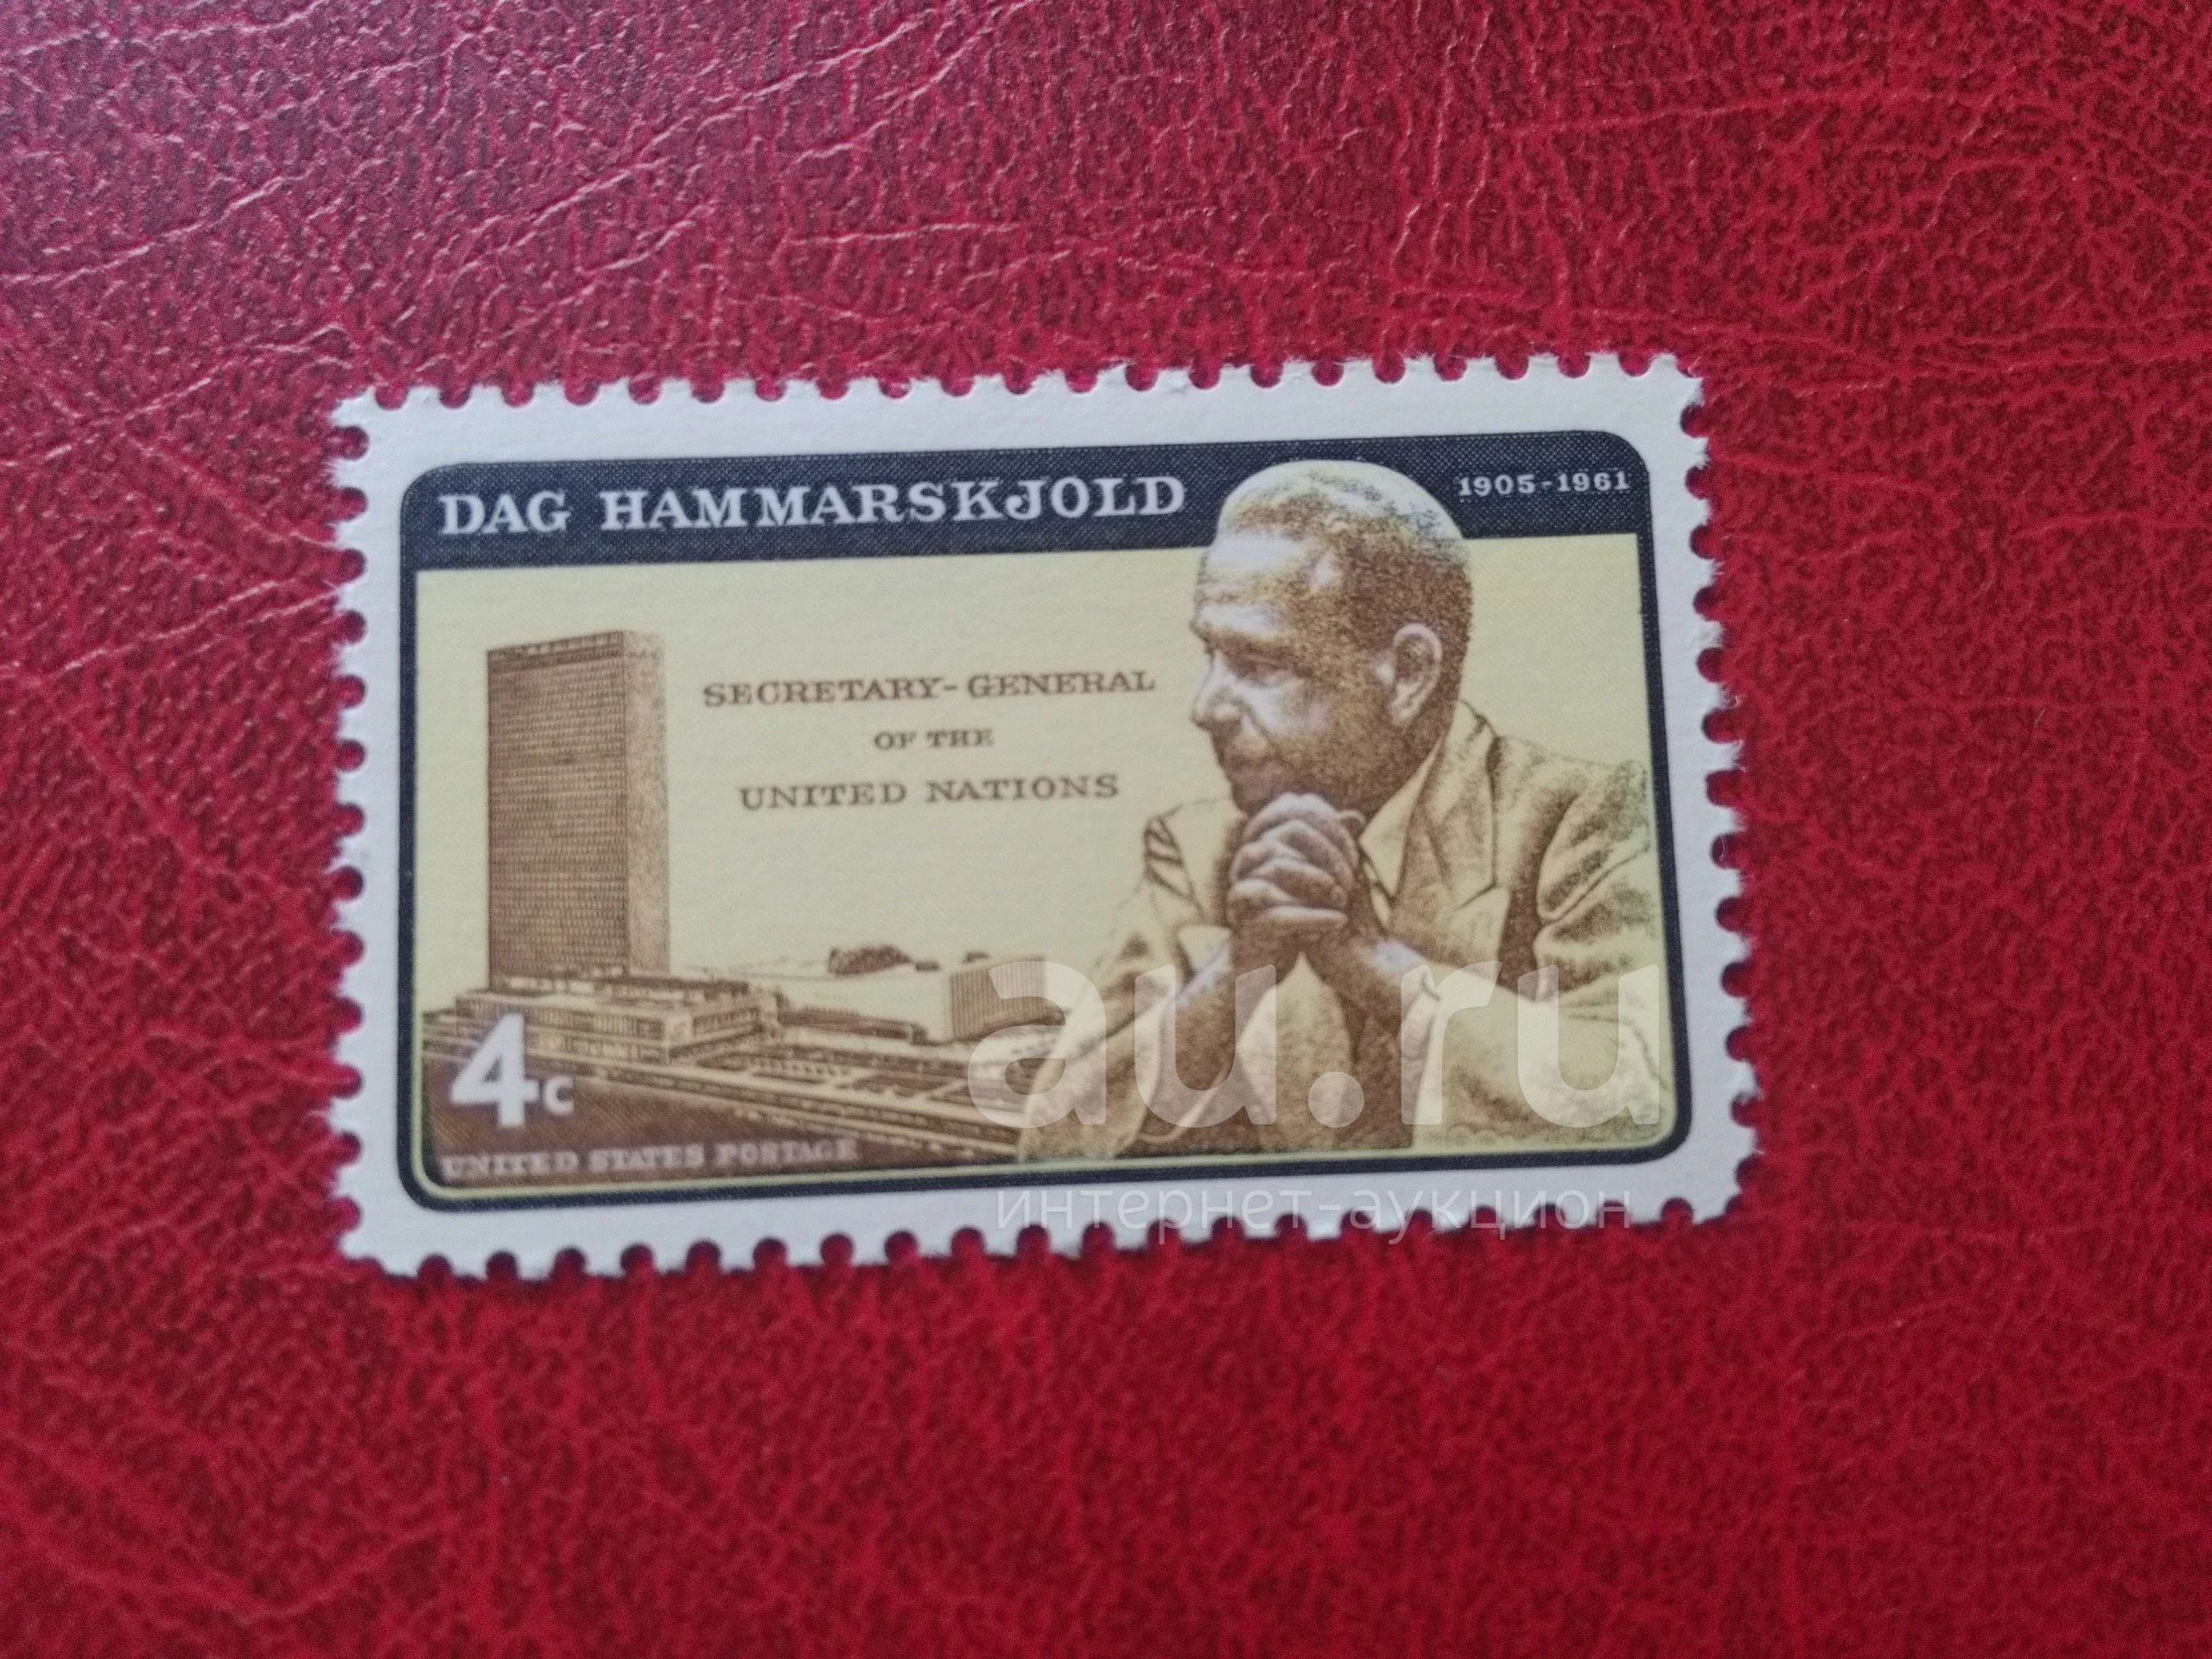 DAG HAMMARSKJOLD
1905-1961
SECRETARY-GENERAL
OF THE
UNITED NATIONS
4c
UNITED STATES POSTAGE
au.ru
интернет-аукцион